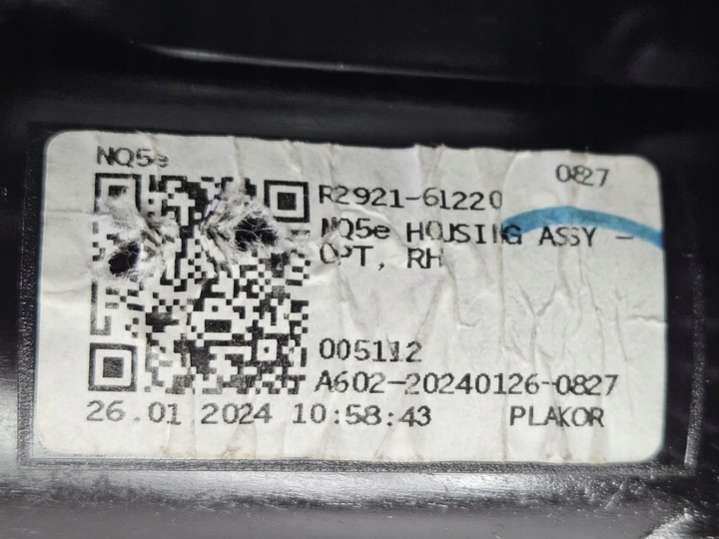 NQ5e
0827
R2921-61220
NQ5e HOUSING ASSY -
OPT, RH
005112
A602-20240126-0827
26.01 2024 10:58:43 PLAKOR